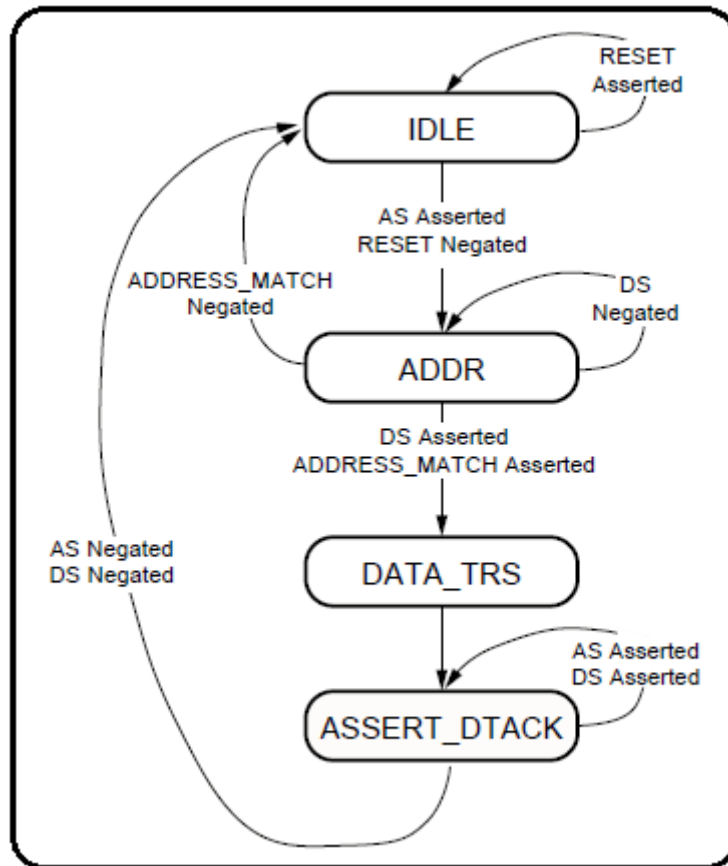 RESET
Asserted
IDLE
AS Asserted
RESET Negated
ADDRESS_MATCH
Negated
DS
Negated
ADDR
DS Asserted
ADDRESS_MATCH Asserted
AS Negated
DS Negated
DATA_TRS
AS Asserted
DS Asserted
ASSERT_DTACK